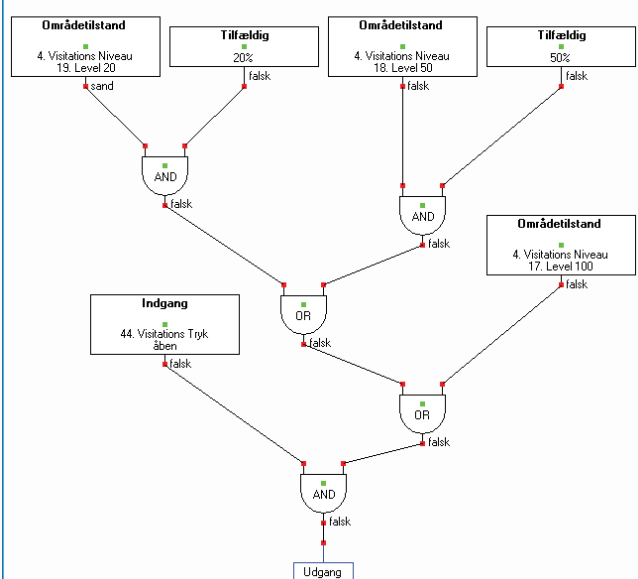 Områdetilstand
4. Visitations Niveau
19. Level 20
sand
Tilfældig
20%
falsk
Områdetilstand
4. Visitations Niveau
18. Level 50
falsk
Tilfældig
50%
falsk
AND
falsk
AND
falsk
Områdetilstand
4. Visitations Niveau
17. Level 100
falsk
Indgang
44. Visitations Tryk
åben
falsk
OR
falsk
OR
falsk
AND
falsk
Udgang